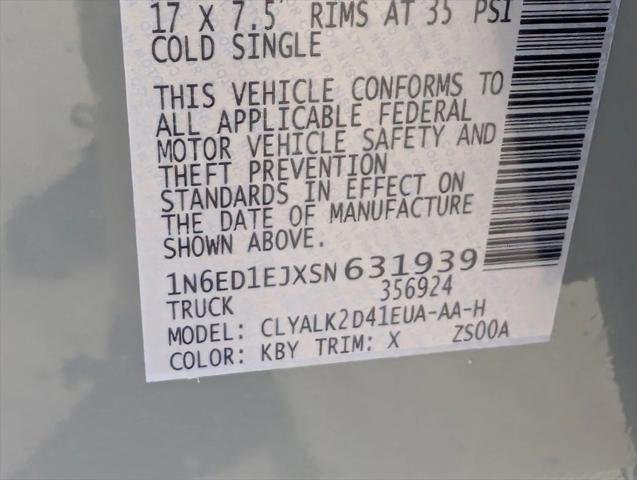 17 X 7.5 RIMS AT 35 PSI
COLD SINGLE
THIS VEHICLE CONFORMS TO
ALL APPLICABLE FEDERAL
MOTOR VEHICLE SAFETY AND
THEFT PREVENTION
STANDARDS IN EFFECT ON
THE DATE OF MANUFACTURE
SHOWN ABOVE.
1N6ED1EJXSN631939
356924
TRUCK
MODEL: CLYALK2D41EUA-AA-H
COLOR: KBY TRIM: X ZS00A